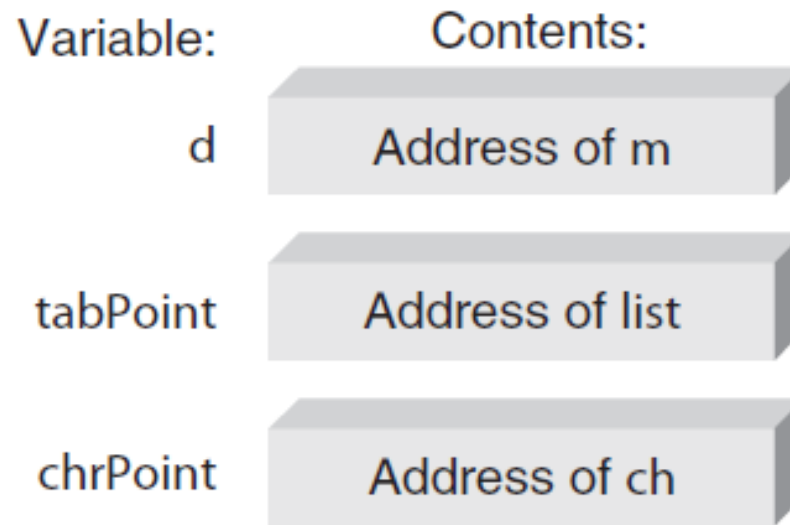 Variable: Contents:
d Address of m
tabPoint Address of list
chrPoint Address of ch